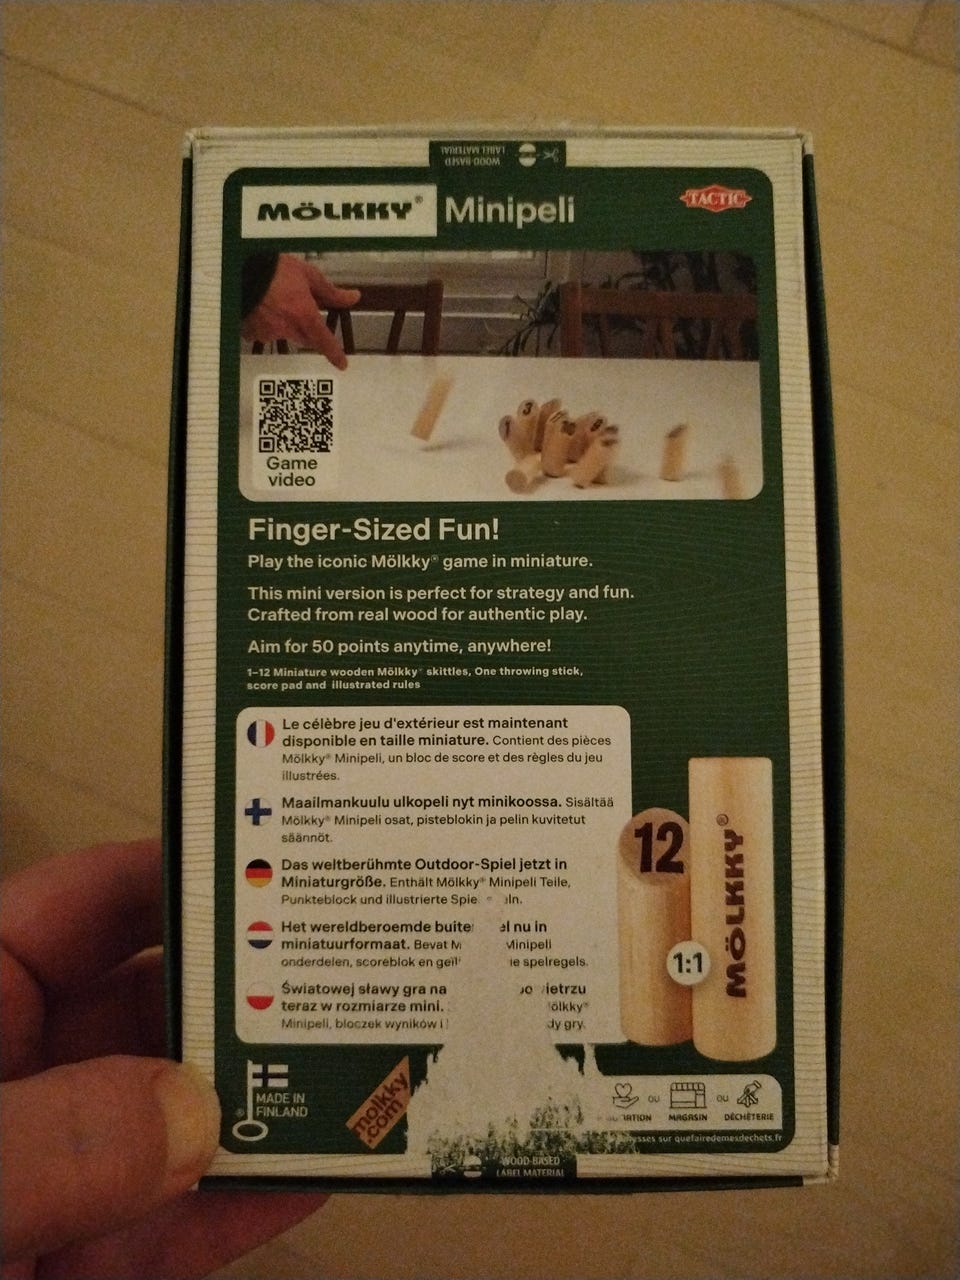 WOOD-BASED
LABEL MATERIAL
MÖLKKY® Minipeli
TACTIC
Game
video
Finger-Sized Fun!
Play the iconic Mölkky® game in miniature.
This mini version is perfect for strategy and fun.
Crafted from real wood for authentic play.
Aim for 50 points anytime, anywhere!
1–12 Miniature wooden Mölkky® skittles, One throwing stick,
score pad and illustrated rules
Le célèbre jeu d'extérieur est maintenant
disponible en taille miniature. Contient des pièces
Mölkky® Minipeli, un bloc de score et des règles du jeu
illustrées.
Maailmankuulu ulkopeli nyt minikoossa. Sisältää
Mölkky® Minipeli osat, pisteblokin ja pelin kuvitetut
säännöt.
Das weltberühmte Outdoor-Spiel jetzt in
Miniaturgröße. Enthält Mölkky® Minipeli Teile,
Punkteblock und illustrierte
Het wereldberoemde nu in
miniatuurformaat. Bevat Minipeli
onderdelen, scoreblok en spelregels.
Światowej sławy gra na
teraz w rozmiarze mini. Mölkky®
Minipeli, bloczek wyników i gry.
12
1:1
MÖLKKY®
MADE IN
FINLAND
molkky
.com
OU MAGASIN OU DÉCHÈTERIE
sur quefairedemesdechets.fr
WOOD-BASED
LABEL MATERIAL